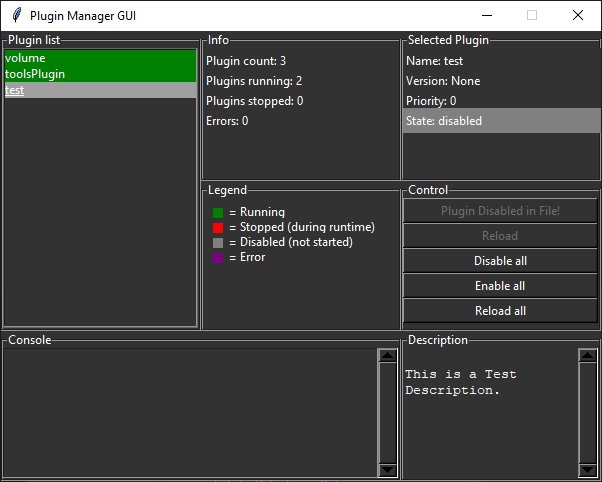 Plugin Manager GUI
Plugin list
volume
toolsPlugin
test
Info
Plugin count: 3
Plugins running: 2
Plugins stopped: 0
Errors: 0
Selected Plugin
Name: test
Version: None
Priority: 0
State: disabled
Legend
= Running
= Stopped (during runtime)
= Disabled (not started)
= Error
Control
Plugin Disabled in File!
Reload
Disable all
Enable all
Reload all
Console
Description
This is a Test
Description.